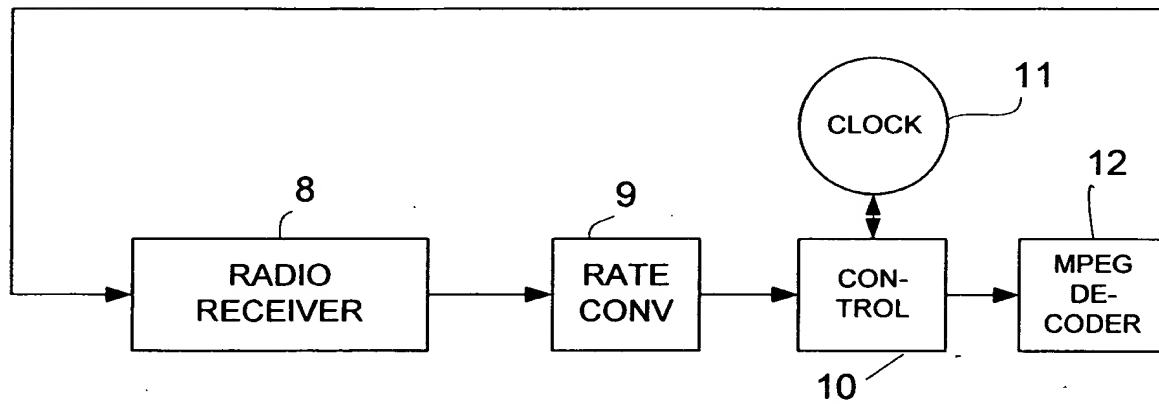 11
CLOCK
8
9
12
RADIO
RECEIVER
RATE
CONV
CON-
TROL
MPEG
DE-
CODER
10